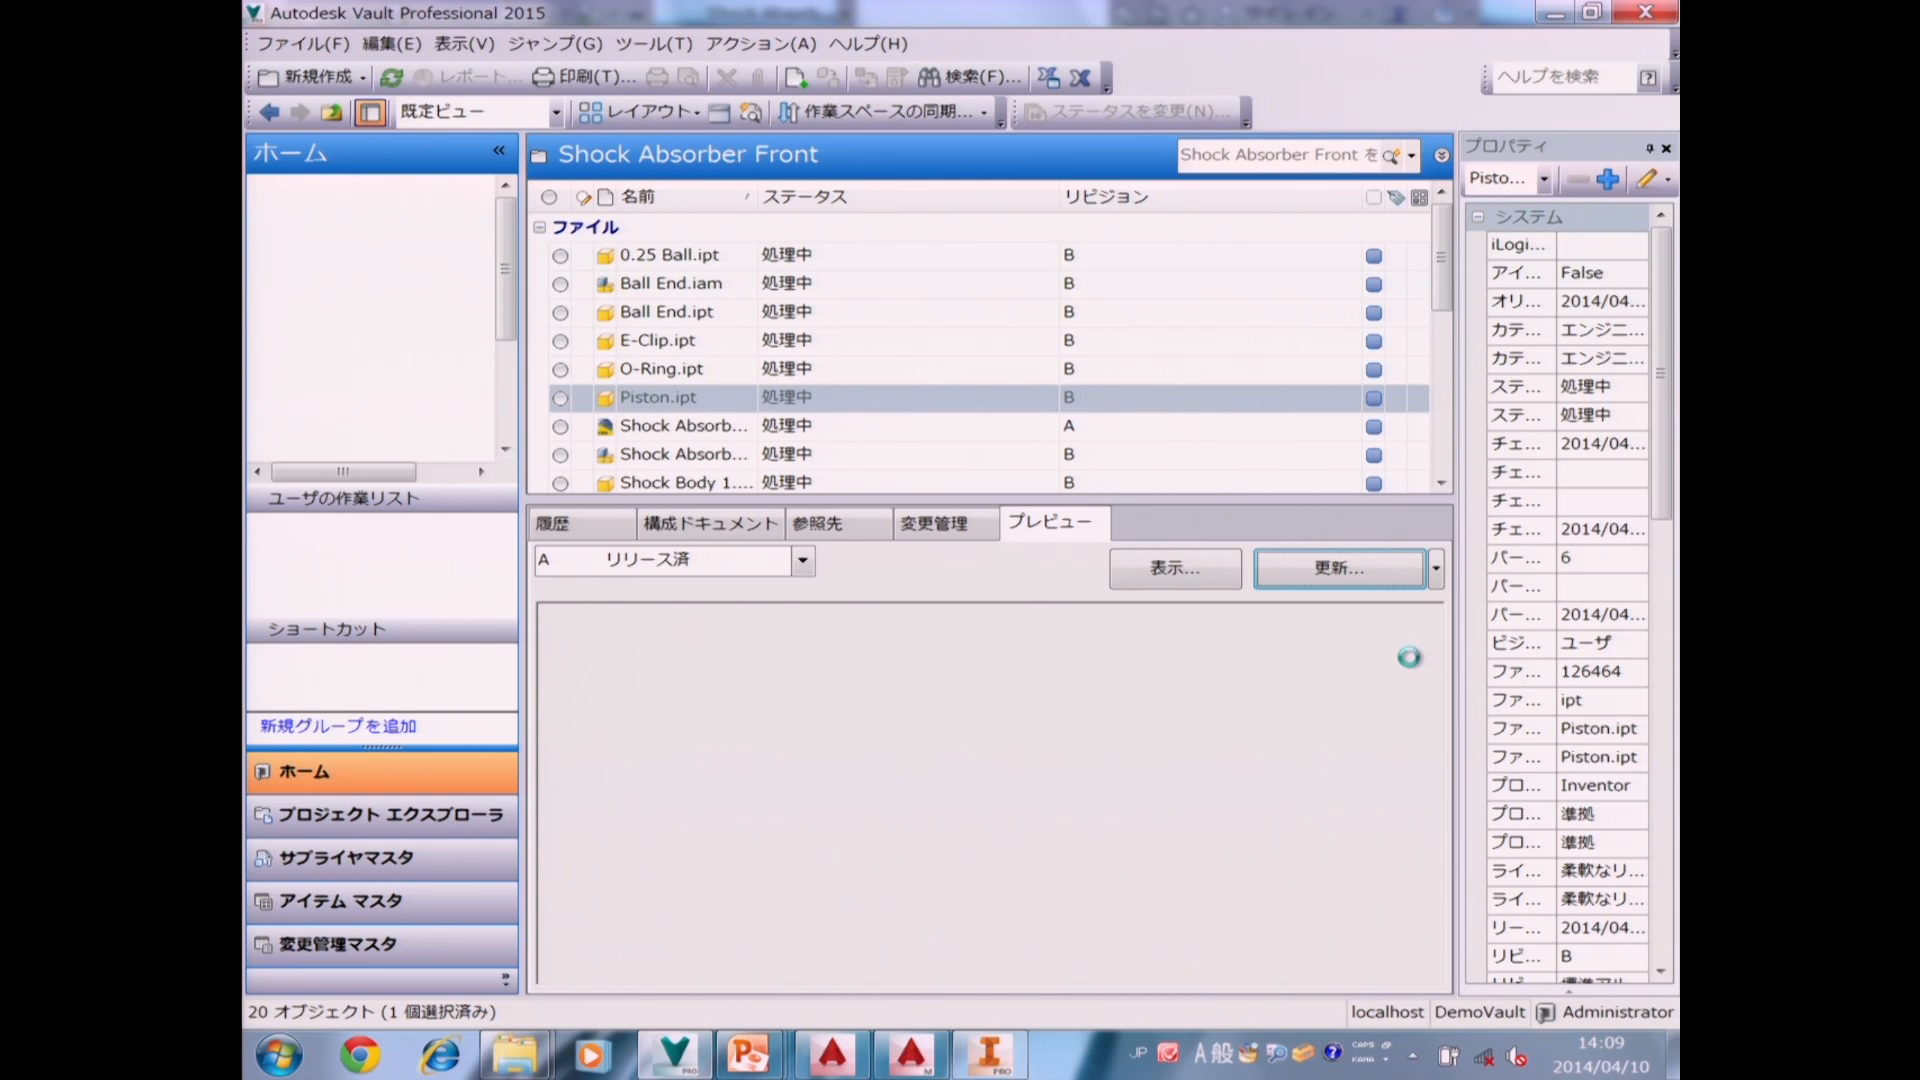 Autodesk Vault Professional 2015
ファイル(F) 編集(E) 表示(V) ジャンプ(G) ツール(T) アクション(A) ヘルプ(H)
新規作成 レポート... 印刷(T)... 検索(F)... ヘルプを検索
既定ビュー レイアウト 作業スペースの同期... ステータスを変更(N)...
ホーム «
Shock Absorber Front
Shock Absorber Front を
プロパティ
Pisto...
名前 ステータス リビジョン
ファイル
0.25 Ball.ipt 処理中 B
Ball End.iam 処理中 B
Ball End.ipt 処理中 B
E-Clip.ipt 処理中 B
O-Ring.ipt 処理中 B
Piston.ipt 処理中 B
Shock Absorb... 処理中 A
Shock Absorb... 処理中 B
Shock Body 1.... 処理中 B
ユーザの作業リスト
ショートカット
新規グループを追加
ホーム
プロジェクト エクスプローラ
サプライヤマスタ
アイテム マスタ
変更管理マスタ
履歴 構成ドキュメント 参照先 変更管理 プレビュー
A リリース済
表示... 更新...
システム
iLogi...
アイ... False
オリ... 2014/04...
カテ... エンジニ...
カテ... エンジニ...
ステ... 処理中
ステ... 処理中
チェ... 2014/04...
チェ...
チェ...
チェ... 2014/04...
バー... 6
バー...
バー... 2014/04...
ビジ... ユーザ
ファ... 126464
ファ... ipt
ファ... Piston.ipt
ファ... Piston.ipt
プロ... Inventor
プロ... 準拠
プロ... 準拠
ライ... 柔軟なリ...
ライ... 柔軟なリ...
リー... 2014/04...
リビ... B
20 オブジェクト (1 個選択済み)
localhost DemoVault Administrator
JP A 般 CAPS KANA
14:09
2014/04/10